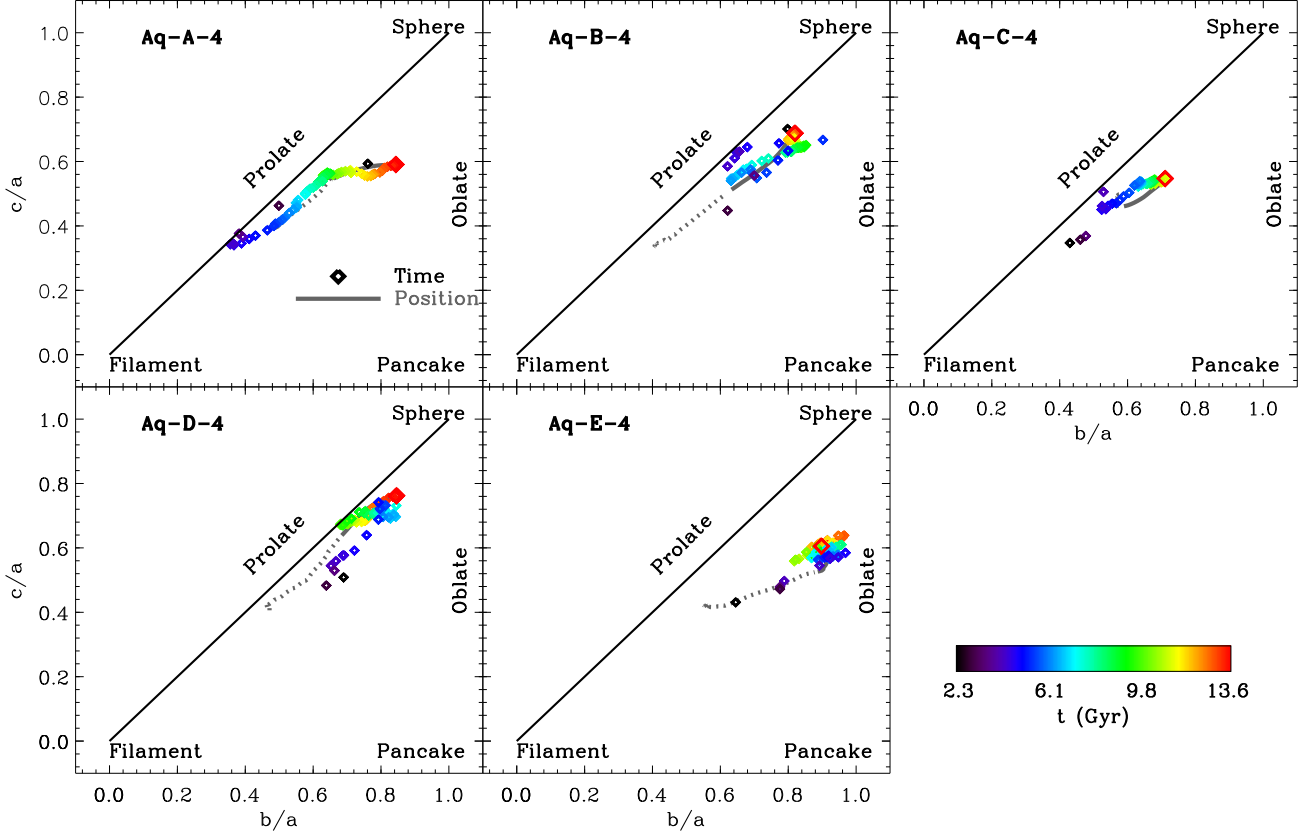 Aq-A-4
Sphere
Prolate
Oblate
Time
Position
Filament
Pancake
c/a
1.0
0.8
0.6
0.4
0.2
0.0
Aq-B-4
Sphere
Prolate
Oblate
Filament
Pancake
Aq-C-4
Sphere
Prolate
Oblate
Filament
Pancake
0.0 0.2 0.4 0.6 0.8 1.0
b/a
Aq-D-4
Sphere
Prolate
Oblate
Filament
Pancake
c/a
1.0
0.8
0.6
0.4
0.2
0.0
0.0 0.2 0.4 0.6 0.8 1.0
b/a
Aq-E-4
Sphere
Prolate
Oblate
Filament
Pancake
0.0 0.2 0.4 0.6 0.8 1.0
b/a
2.3 6.1 9.8 13.6
t (Gyr)